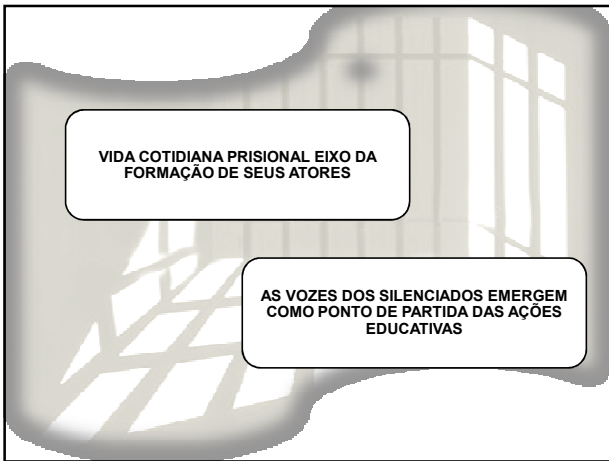 VIDA COTIDIANA PRISIONAL EIXO DA
FORMAÇÃO DE SEUS ATORES
AS VOZES DOS SILENCIADOS EMERGEM
COMO PONTO DE PARTIDA DAS AÇÕES
EDUCATIVAS